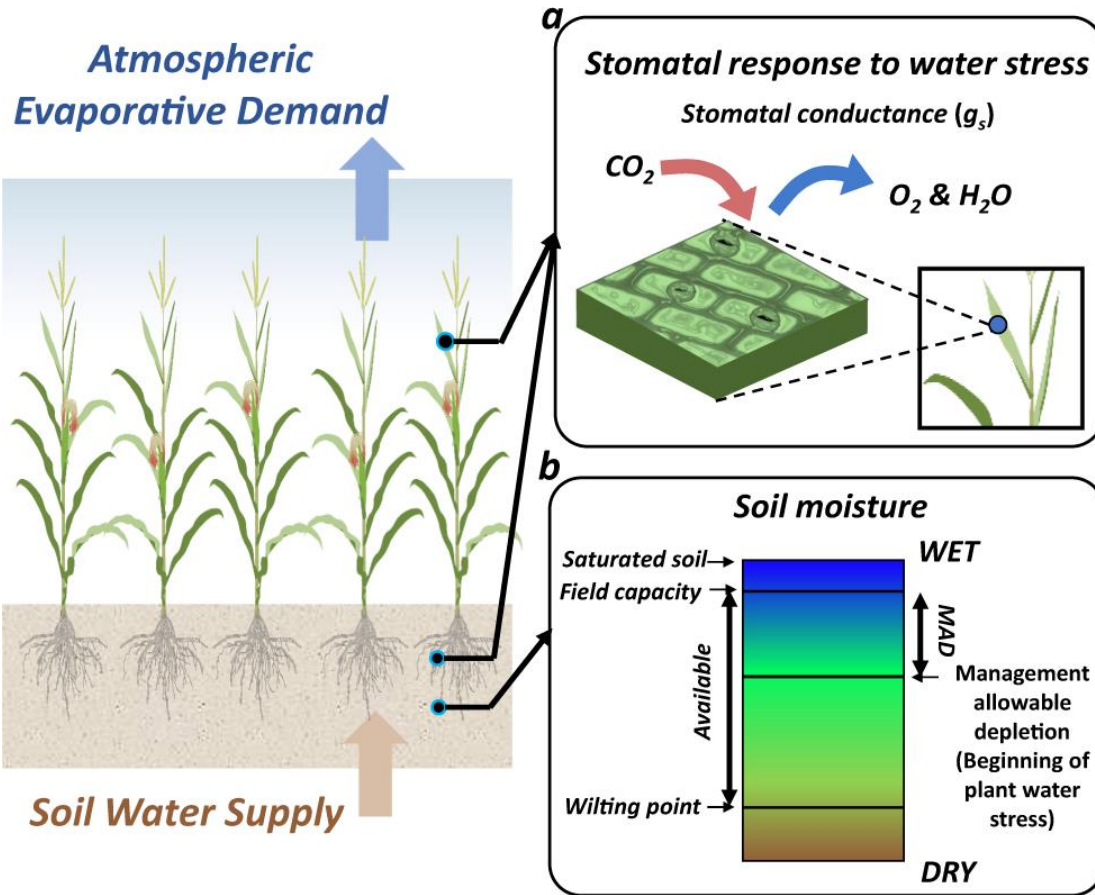 Atmospheric
Evaporative Demand
Soil Water Supply
a
Stomatal response to water stress
Stomatal conductance (gₛ)
CO₂
O₂ & H₂O
b
Soil moisture
Saturated soil
Field capacity
Wilting point
Available
WET
MAD
Management
allowable
depletion
(Beginning of
plant water
stress)
DRY